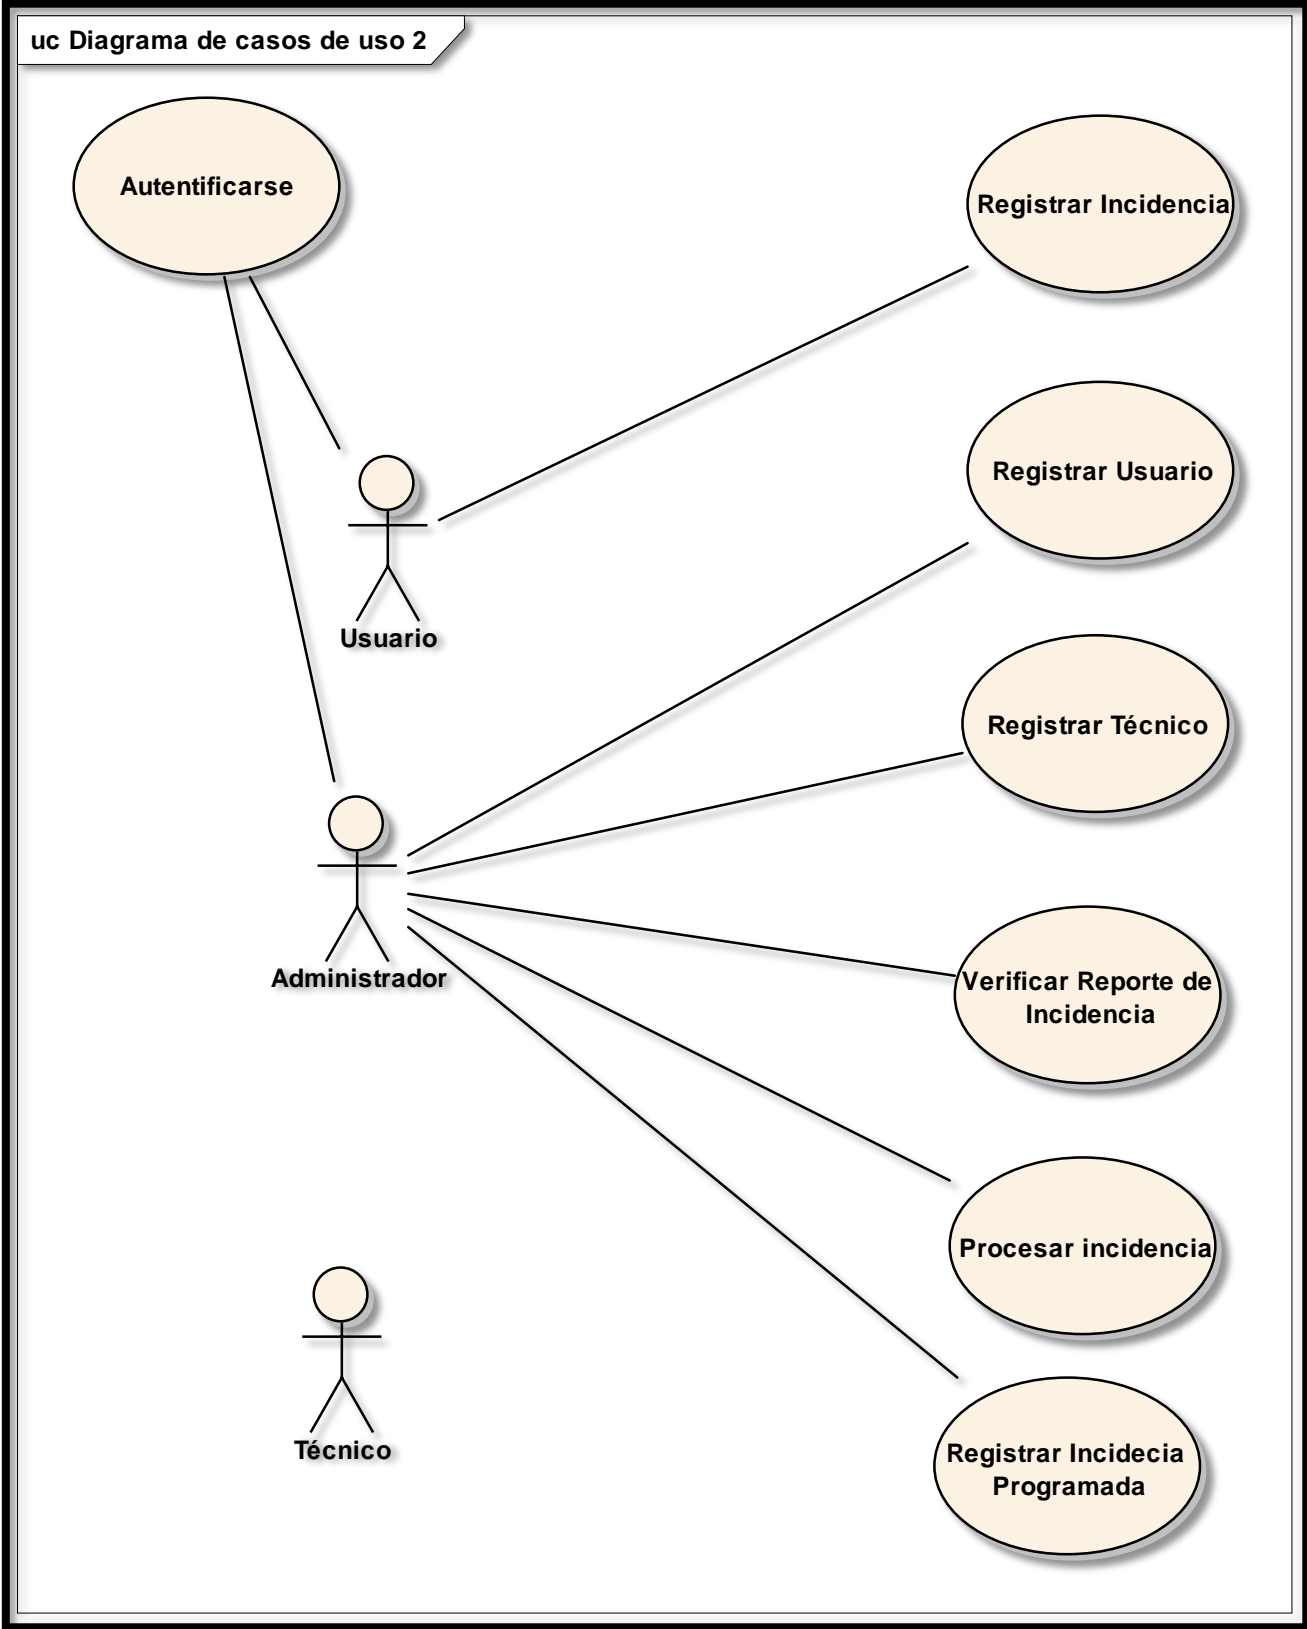 uc Diagrama de casos de uso 2
Autentificarse
Registrar Incidencia
Registrar Usuario
Usuario
Registrar Técnico
Administrador
Verificar Reporte de
Incidencia
Procesar incidencia
Técnico
Registrar Incidecia
Programada